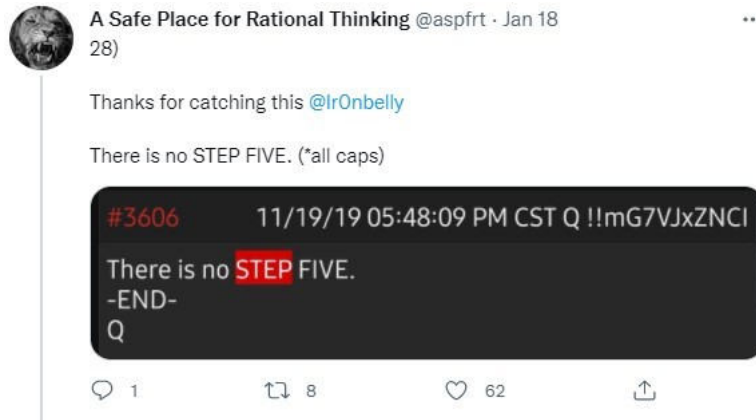 A Safe Place for Rational Thinking @aspfrt · Jan 18
28)
Thanks for catching this @Ir0nbelly
There is no STEP FIVE. (*all caps)
#3606 11/19/19 05:48:09 PM CST Q !!mG7VJxZNCI
There is no STEP FIVE.
-END-
Q
1 8 62